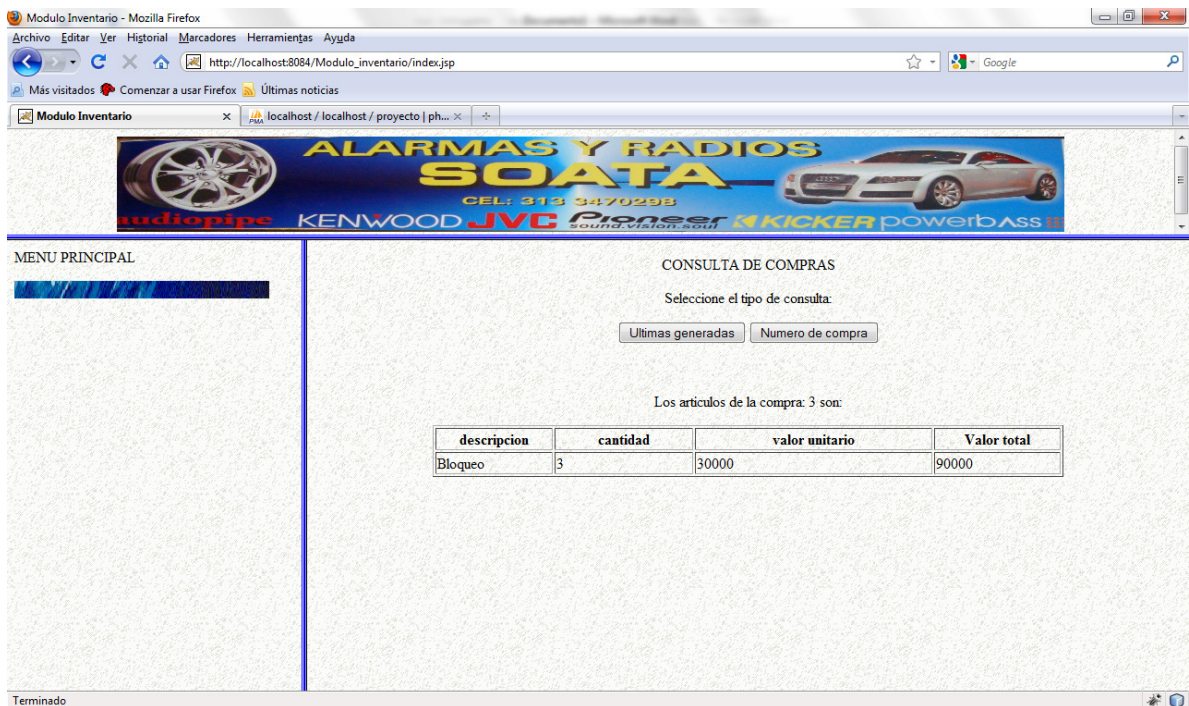 Modulo Inventario - Mozilla Firefox
Archivo Editar Ver Historial Marcadores Herramientas Ayuda
http://localhost:8084/Modulo_inventario/index.jsp
Google
Más visitados Comenzar a usar Firefox Últimas noticias
Modulo Inventario
PMA localhost / localhost / proyecto | ph...
ALARMAS Y RADIOS
SOATA
CEL: 313 3470298
audiopipe KENWOOD JVC Pioneer KICKER powerbass
sound.vision.soul
MENU PRINCIPAL
CONSULTA DE COMPRAS
Seleccione el tipo de consulta:
Ultimas generadas Numero de compra
Los articulos de la compra: 3 son:
descripcion cantidad valor unitario Valor total
Bloqueo 3 30000 90000
Terminado